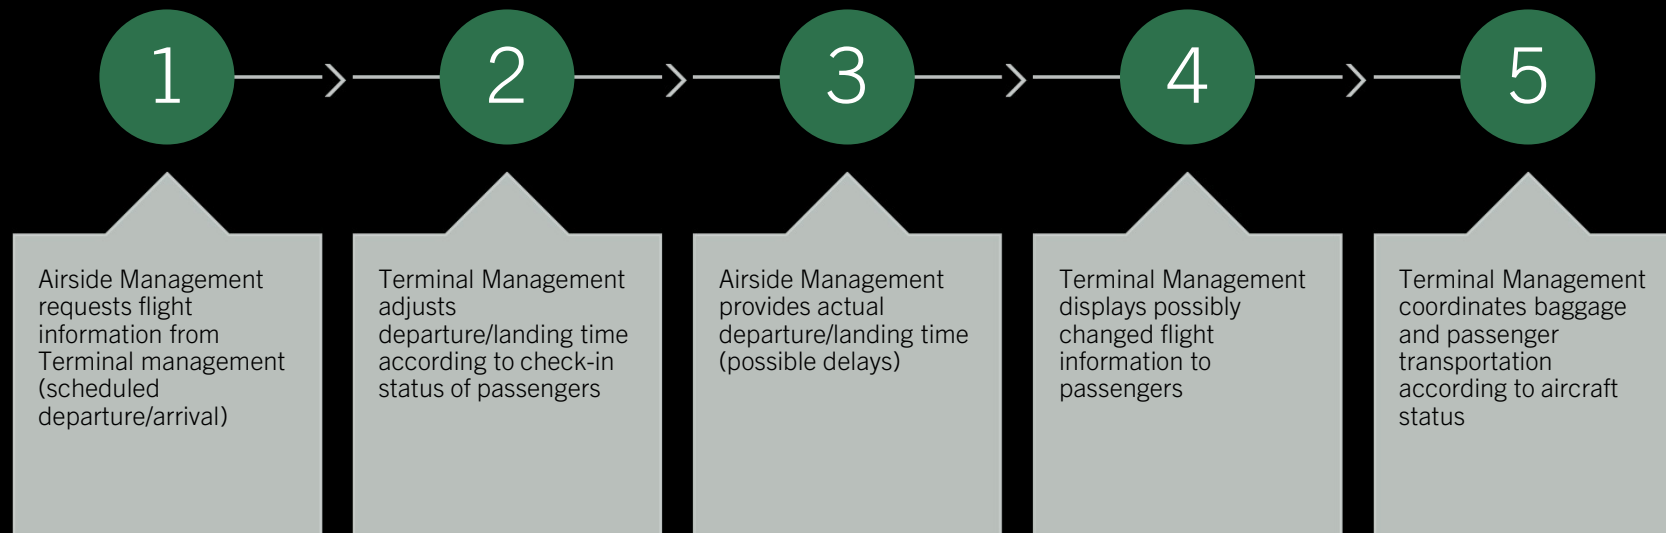 1
2
3
4
5
Airside Management
requests flight
information from
Terminal management
(scheduled
departure/arrival)
Terminal Management
adjusts
departure/landing time
according to check-in
status of passengers
Airside Management
provides actual
departure/landing time
(possible delays)
Terminal Management
displays possibly
changed flight
information to
passengers
Terminal Management
coordinates baggage
and passenger
transportation
according to aircraft
status